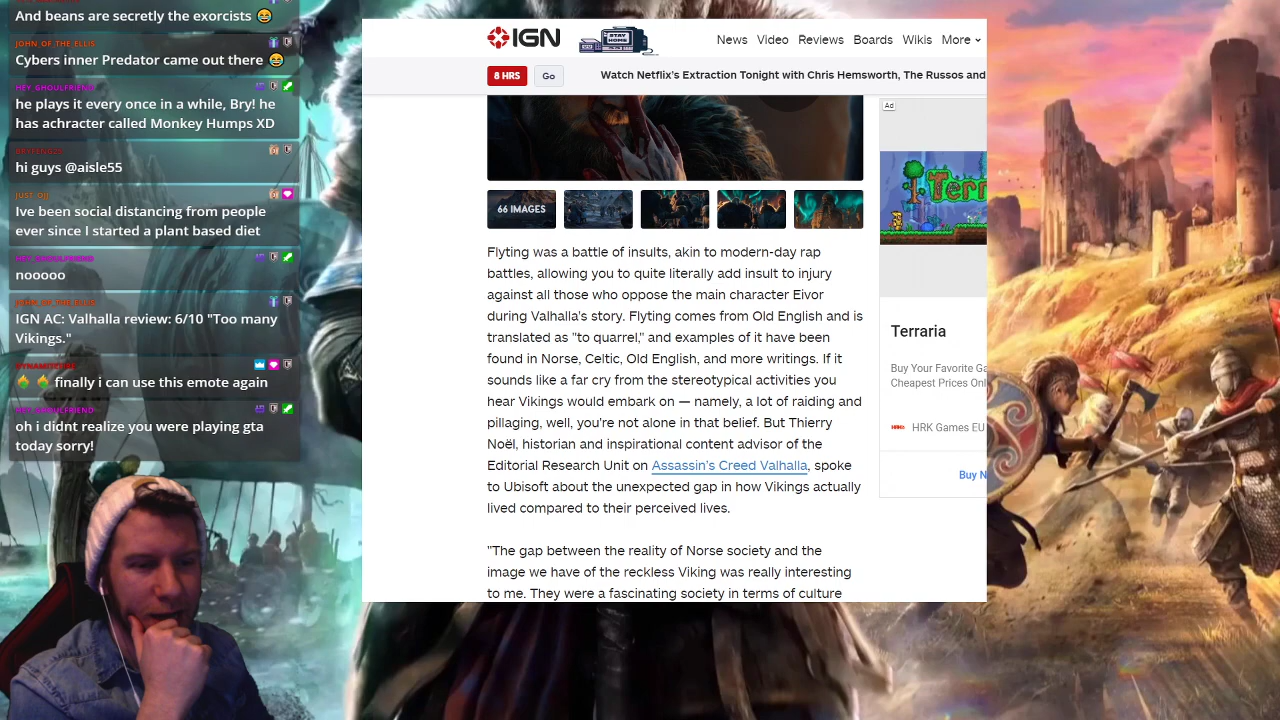 And beans are secretly the exorcists
JOHN_OF_THE_ELLIS
Cybers inner Predator came out there
HEY_GHOULFRIEND
he plays it every once in a while, Bry! he
has achracter called Monkey Humps XD
hi guys @aisle55
JUST_OIJ
Ive been social distancing from people
ever since I started a plant based diet
HEY_GHOULFRIEND
nooooo
JOHN_OF_THE_ELLIS
IGN AC: Valhalla review: 6/10 "Too many
Vikings."
finally i can use this emote again
HEY_GHOULFRIEND
oh i didnt realize you were playing gta
today sorry!
IGN
STAY
HOME
News Video Reviews Boards Wikis More
8 HRS
Go
Watch Netflix's Extraction Tonight with Chris Hemsworth, The Russos and
66 IMAGES
Flyting was a battle of insults, akin to modern-day rap
battles, allowing you to quite literally add insult to injury
against all those who oppose the main character Eivor
during Valhalla's story. Flyting comes from Old English and is
translated as "to quarrel," and examples of it have been
found in Norse, Celtic, Old English, and more writings. If it
sounds like a far cry from the stereotypical activities you
hear Vikings would embark on — namely, a lot of raiding and
pillaging, well, you're not alone in that belief. But Thierry
Noël, historian and inspirational content advisor of the
Editorial Research Unit on Assassin's Creed Valhalla, spoke
to Ubisoft about the unexpected gap in how Vikings actually
lived compared to their perceived lives.
"The gap between the reality of Norse society and the
image we have of the reckless Viking was really interesting
to me. They were a fascinating society in terms of culture
Ad
Terr
Terraria
Buy Your Favorite Ga
Cheapest Prices Onl
HRK Games EU
Buy N